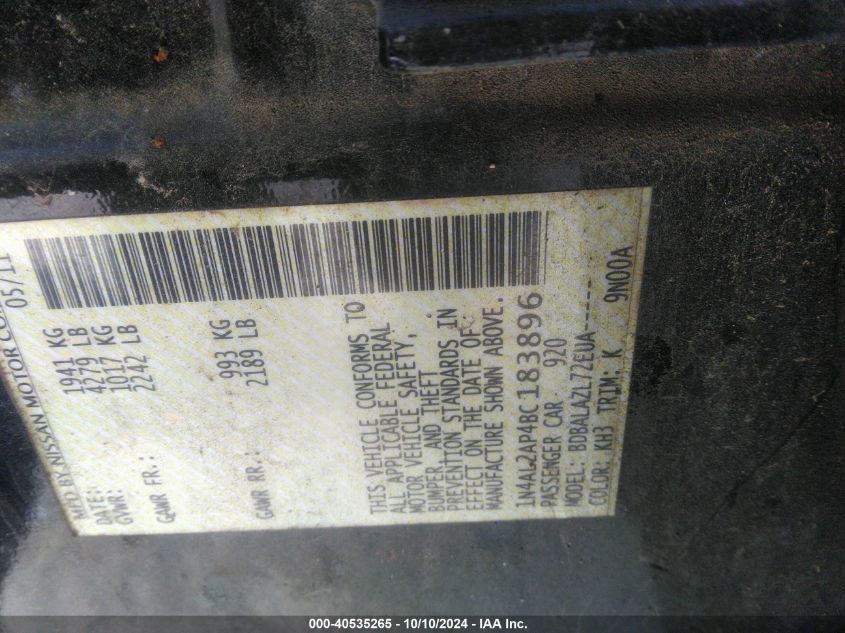 MFD BY NISSAN MOTOR CO
DATE: 05/11
GVWR: 1941 KG
4279 LB
GAWR FR: 1017 KG
2242 LB
GAWR RR: 993 KG
2189 LB
THIS VEHICLE CONFORMS TO
ALL APPLICABLE FEDERAL
MOTOR VEHICLE SAFETY,
BUMPER AND THEFT
PREVENTION STANDARDS IN
EFFECT ON THE DATE OF
MANUFACTURE SHOWN ABOVE.
1N4AL2AP4BC183896
PASSENGER CAR 920
MODEL: BDBALAZL72EUA-----
COLOR: KH3 TRIM: K 9N00A
000-40535265 - 10/10/2024 - IAA Inc.